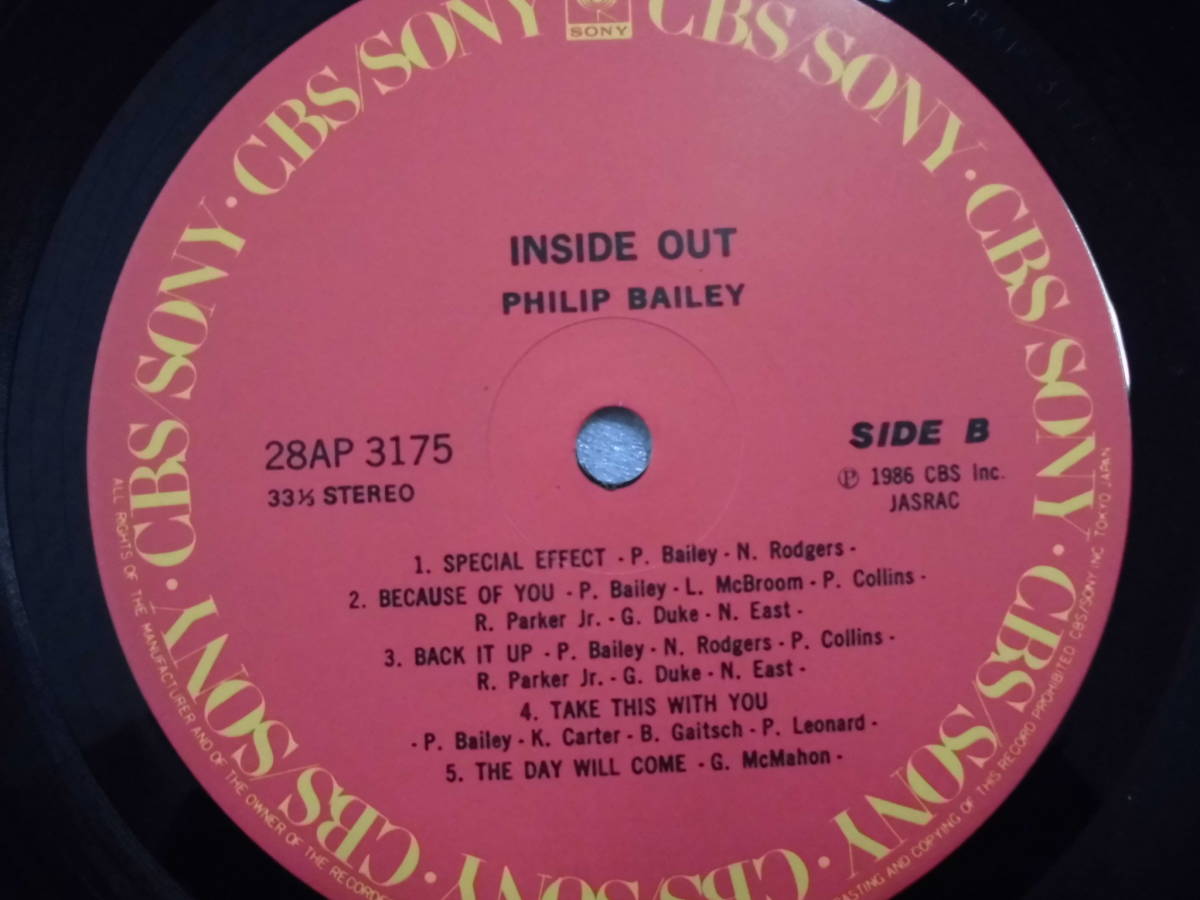 SONY
CBS/SONY · CBS/SONY · CBS/SONY · CBS/SONY · CBS/SONY · CBS/SONY · CBS/SONY · CBS/SONY
INSIDE OUT
PHILIP BAILEY
28AP 3175
33⅓ STEREO
SIDE B
Ⓟ 1986 CBS Inc.
JASRAC
1. SPECIAL EFFECT - P. Bailey - N. Rodgers -
2. BECAUSE OF YOU - P. Bailey - L. McBroom - P. Collins -
R. Parker Jr. - G. Duke - N. East -
3. BACK IT UP - P. Bailey - N. Rodgers - P. Collins -
R. Parker Jr. - G. Duke - N. East -
4. TAKE THIS WITH YOU
- P. Bailey - K. Carter - B. Gaitsch - P. Leonard -
5. THE DAY WILL COME - G. McMahon -
ALL RIGHTS OF THE MANUFACTURER AND OF THE OWNER OF THE
AND COPYING OF THIS RECORD PROHIBITED CBS/SONY INC. TOKYO JAPAN